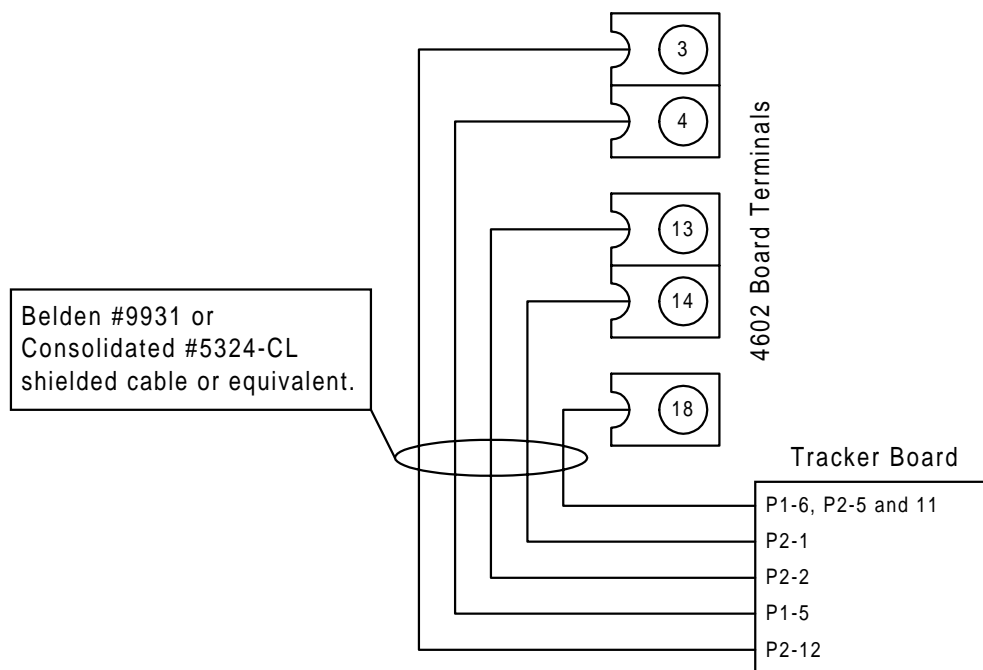 3
4
13
14
18
4602 Board Terminals
Belden #9931 or
Consolidated #5324-CL
shielded cable or equivalent.
Tracker Board
P1-6, P2-5 and 11
P2-1
P2-2
P1-5
P2-12